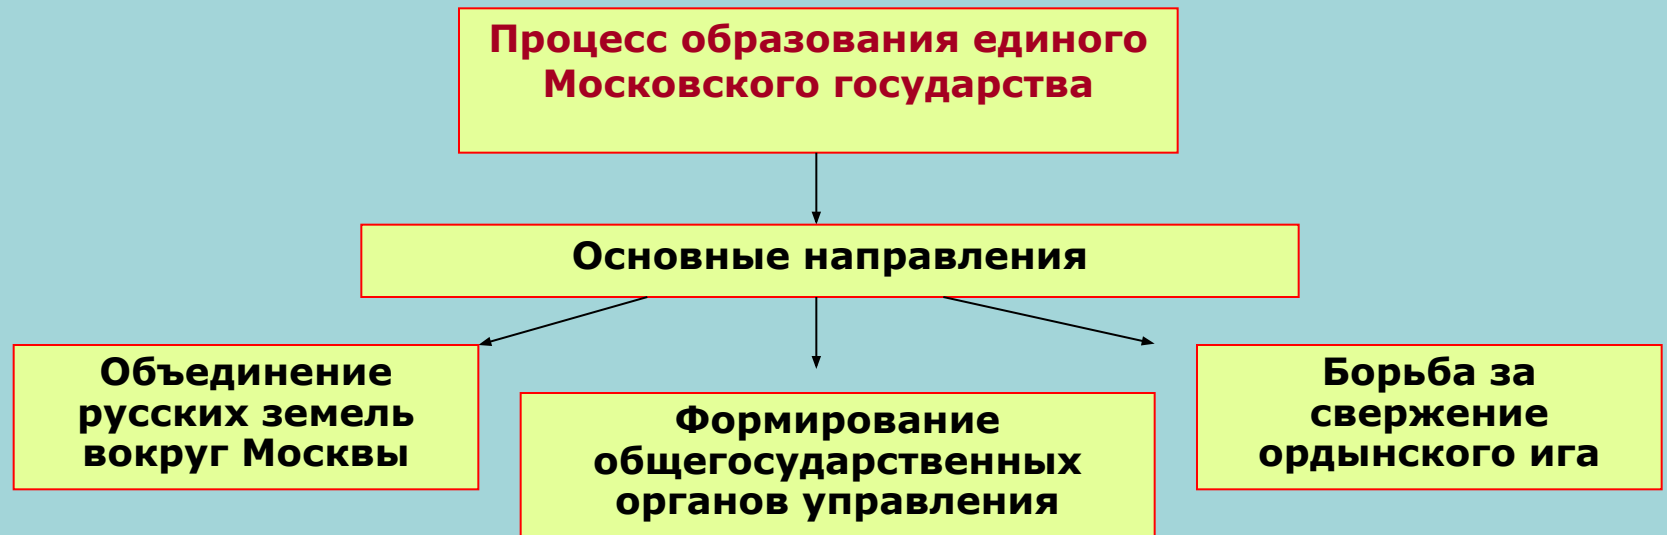 Процесс образования единого
Московского государства
Основные направления
Объединение
русских земель
вокруг Москвы
Формирование
общегосударственных
органов управления
Борьба за
свержение
ордынского ига